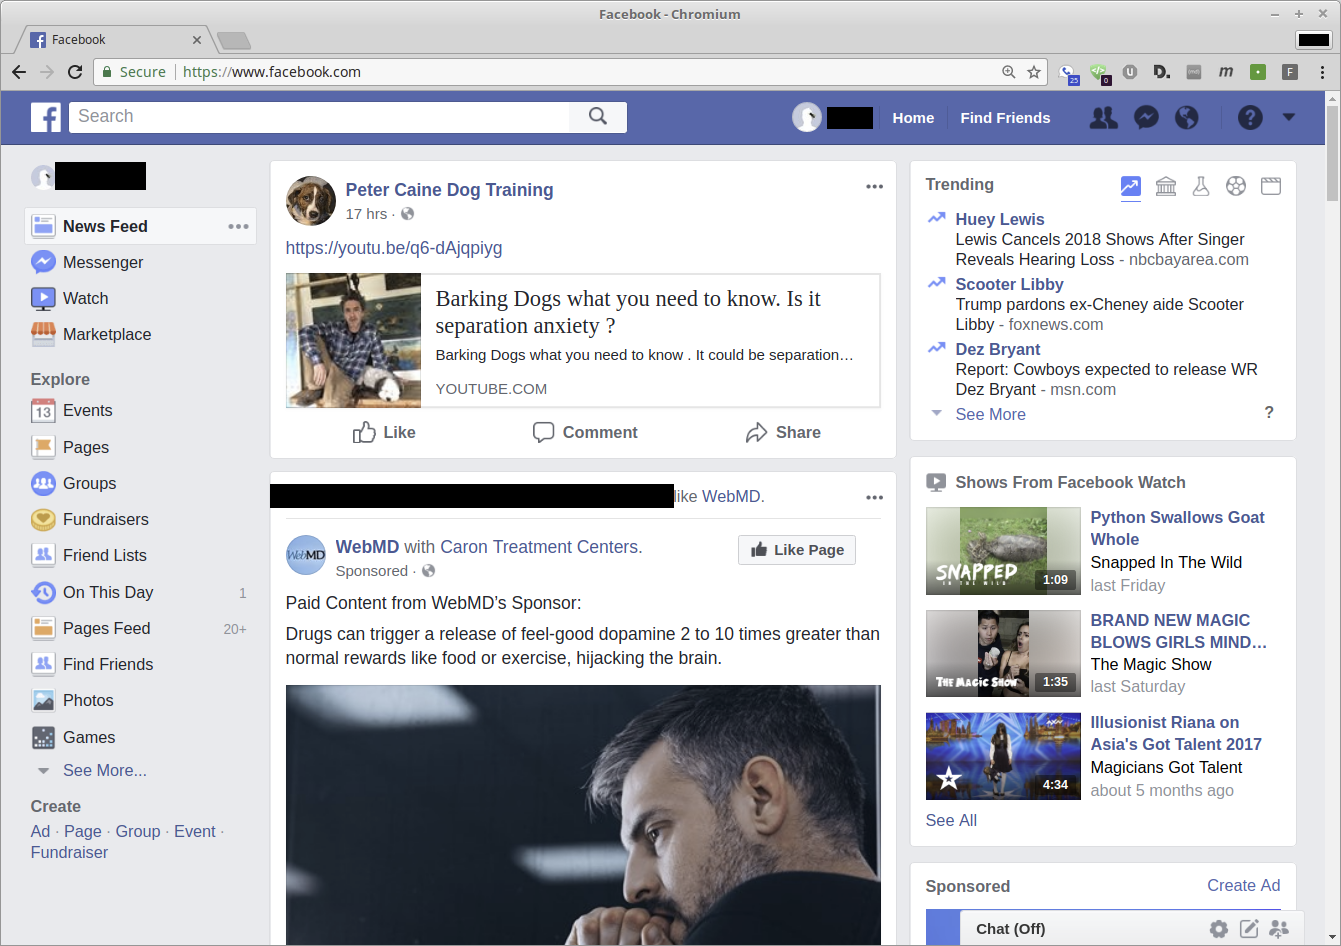 Facebook - Chromium
Facebook
Secure
https://www.facebook.com
25
0
Search
Home
Find Friends
News Feed
Messenger
Watch
Marketplace
Explore
13 Events
Pages
Groups
Fundraisers
Friend Lists
On This Day 1
Pages Feed 20+
Find Friends
Photos
Games
See More...
Create
Ad · Page · Group · Event ·
Fundraiser
Peter Caine Dog Training
17 hrs ·
https://youtu.be/q6-dAjqpiyg
Barking Dogs what you need to know. Is it
separation anxiety ?
Barking Dogs what you need to know . It could be separation…
YOUTUBE.COM
Like Comment Share
like WebMD.
WebMD
WebMD with Caron Treatment Centers.
Sponsored ·
Like Page
Paid Content from WebMD's Sponsor:
Drugs can trigger a release of feel-good dopamine 2 to 10 times greater than
normal rewards like food or exercise, hijacking the brain.
Trending
Huey Lewis
Lewis Cancels 2018 Shows After Singer
Reveals Hearing Loss - nbcbayarea.com
Scooter Libby
Trump pardons ex-Cheney aide Scooter
Libby - foxnews.com
Dez Bryant
Report: Cowboys expected to release WR
Dez Bryant - msn.com
See More ?
Shows From Facebook Watch
SNAPPED
IN THE WILD
1:09
Python Swallows Goat
Whole
Snapped In The Wild
last Friday
THE MAGIC SHOW
1:35
BRAND NEW MAGIC
BLOWS GIRLS MIND…
The Magic Show
last Saturday
4:34
Illusionist Riana on
Asia's Got Talent 2017
Magicians Got Talent
about 5 months ago
See All
Sponsored
Create Ad
Chat (Off)